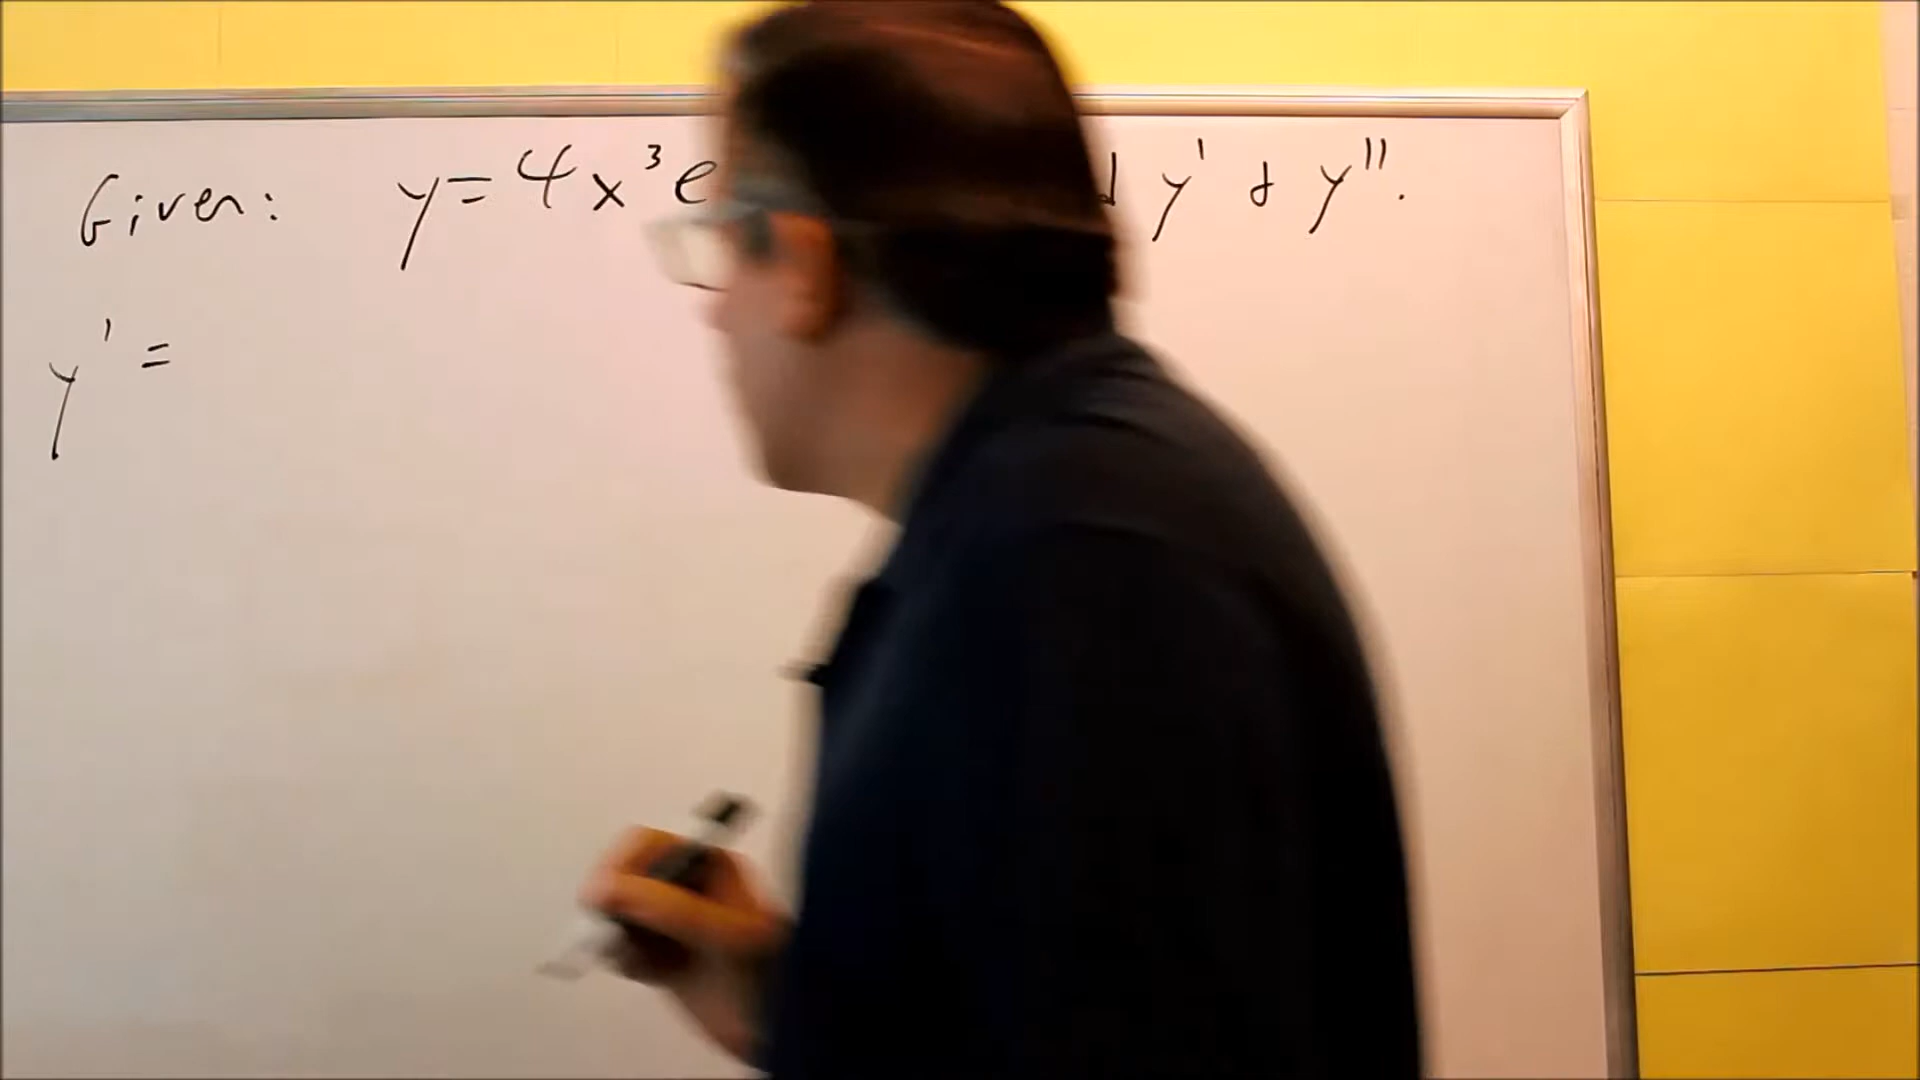 Given: y = 4x³e y' & y''.
y' =